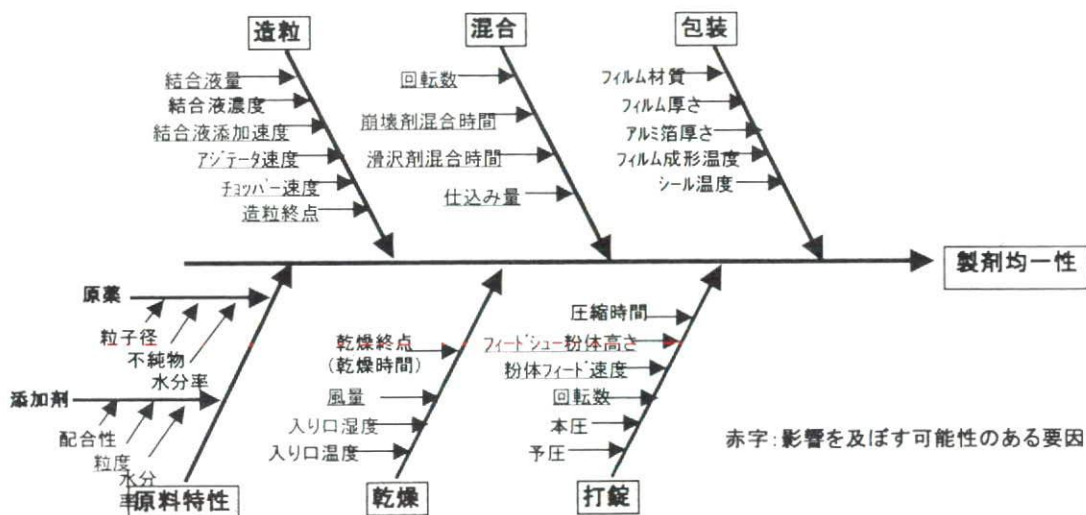 造粒
結合液量
結合液濃度
結合液添加速度
アジテータ速度
チョッパー速度
造粒終点
混合
回転数
崩壊剤混合時間
滑沢剤混合時間
仕込み量
包装
フィルム材質
フィルム厚さ
アルミ箔厚さ
フィルム成形温度
シール温度
製剤均一性
原薬
粒子径
不純物
水分率
添加剤
配合性
粒度
水分
率
原料特性
乾燥終点
(乾燥時間)
風量
入り口湿度
入り口温度
乾燥
圧縮時間
フィードシュー粉体高さ
粉体フィード速度
回転数
本圧
予圧
打錠
赤字:影響を及ぼす可能性のある要因